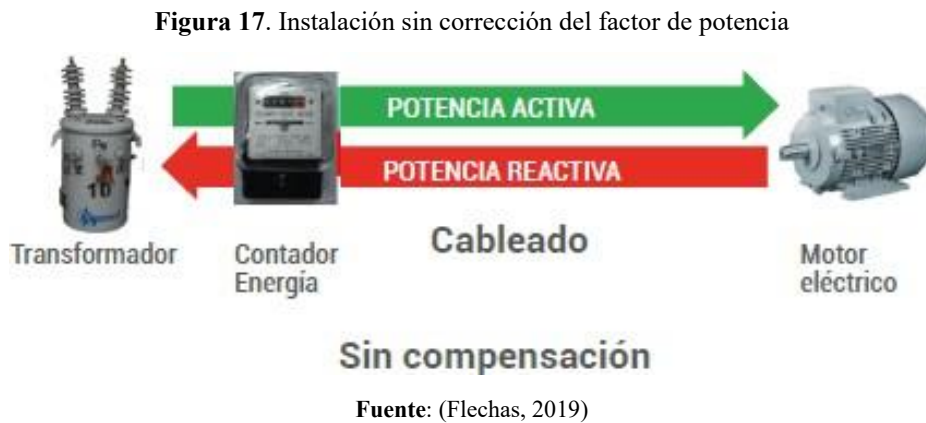 Figura 17. Instalación sin corrección del factor de potencia
POTENCIA ACTIVA
POTENCIA REACTIVA
10
Transformador
Contador
Energía
Cableado
Motor
eléctrico
Sin compensación
Fuente: (Flechas, 2019)